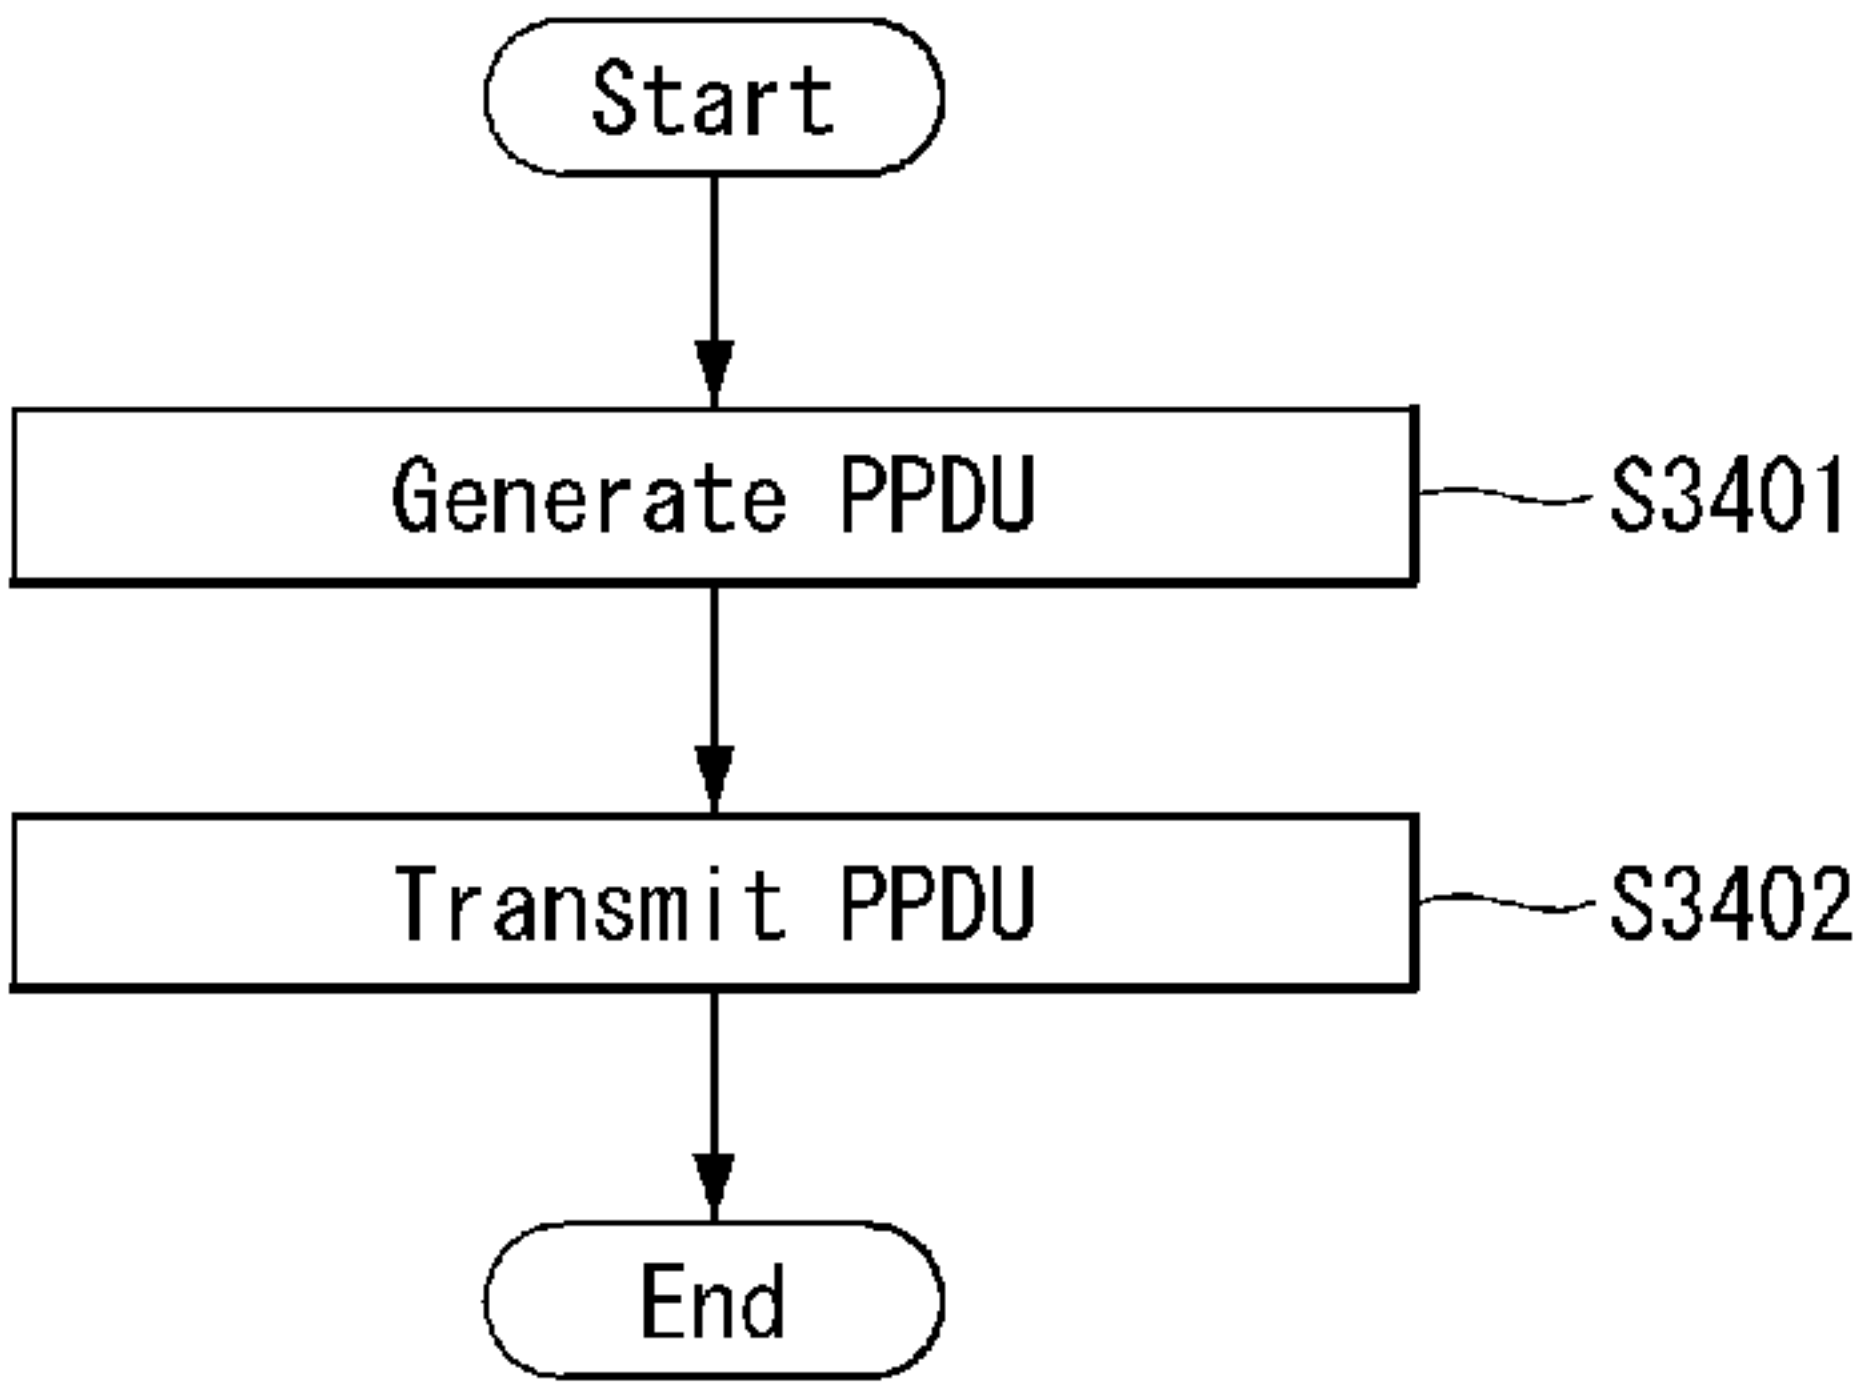 Start
Generate PPDU
S3401
Transmit PPDU
S3402
End